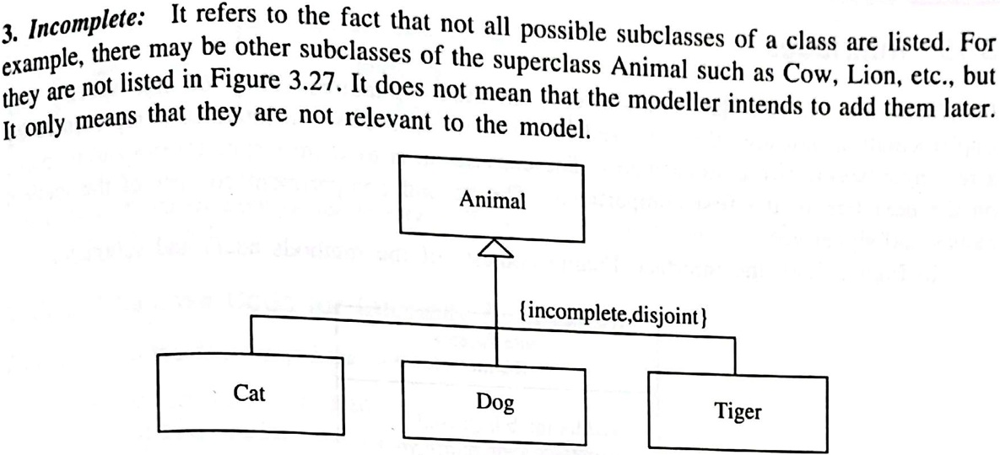 3. Incomplete: It refers to the fact that not all possible subclasses of a class are listed. For
example, there may be other subclasses of the superclass Animal such as Cow, Lion, etc., but
they are not listed in Figure 3.27. It does not mean that the modeller intends to add them later.
It only means that they are not relevant to the model.
Animal
{incomplete,disjoint}
Cat
Dog
Tiger